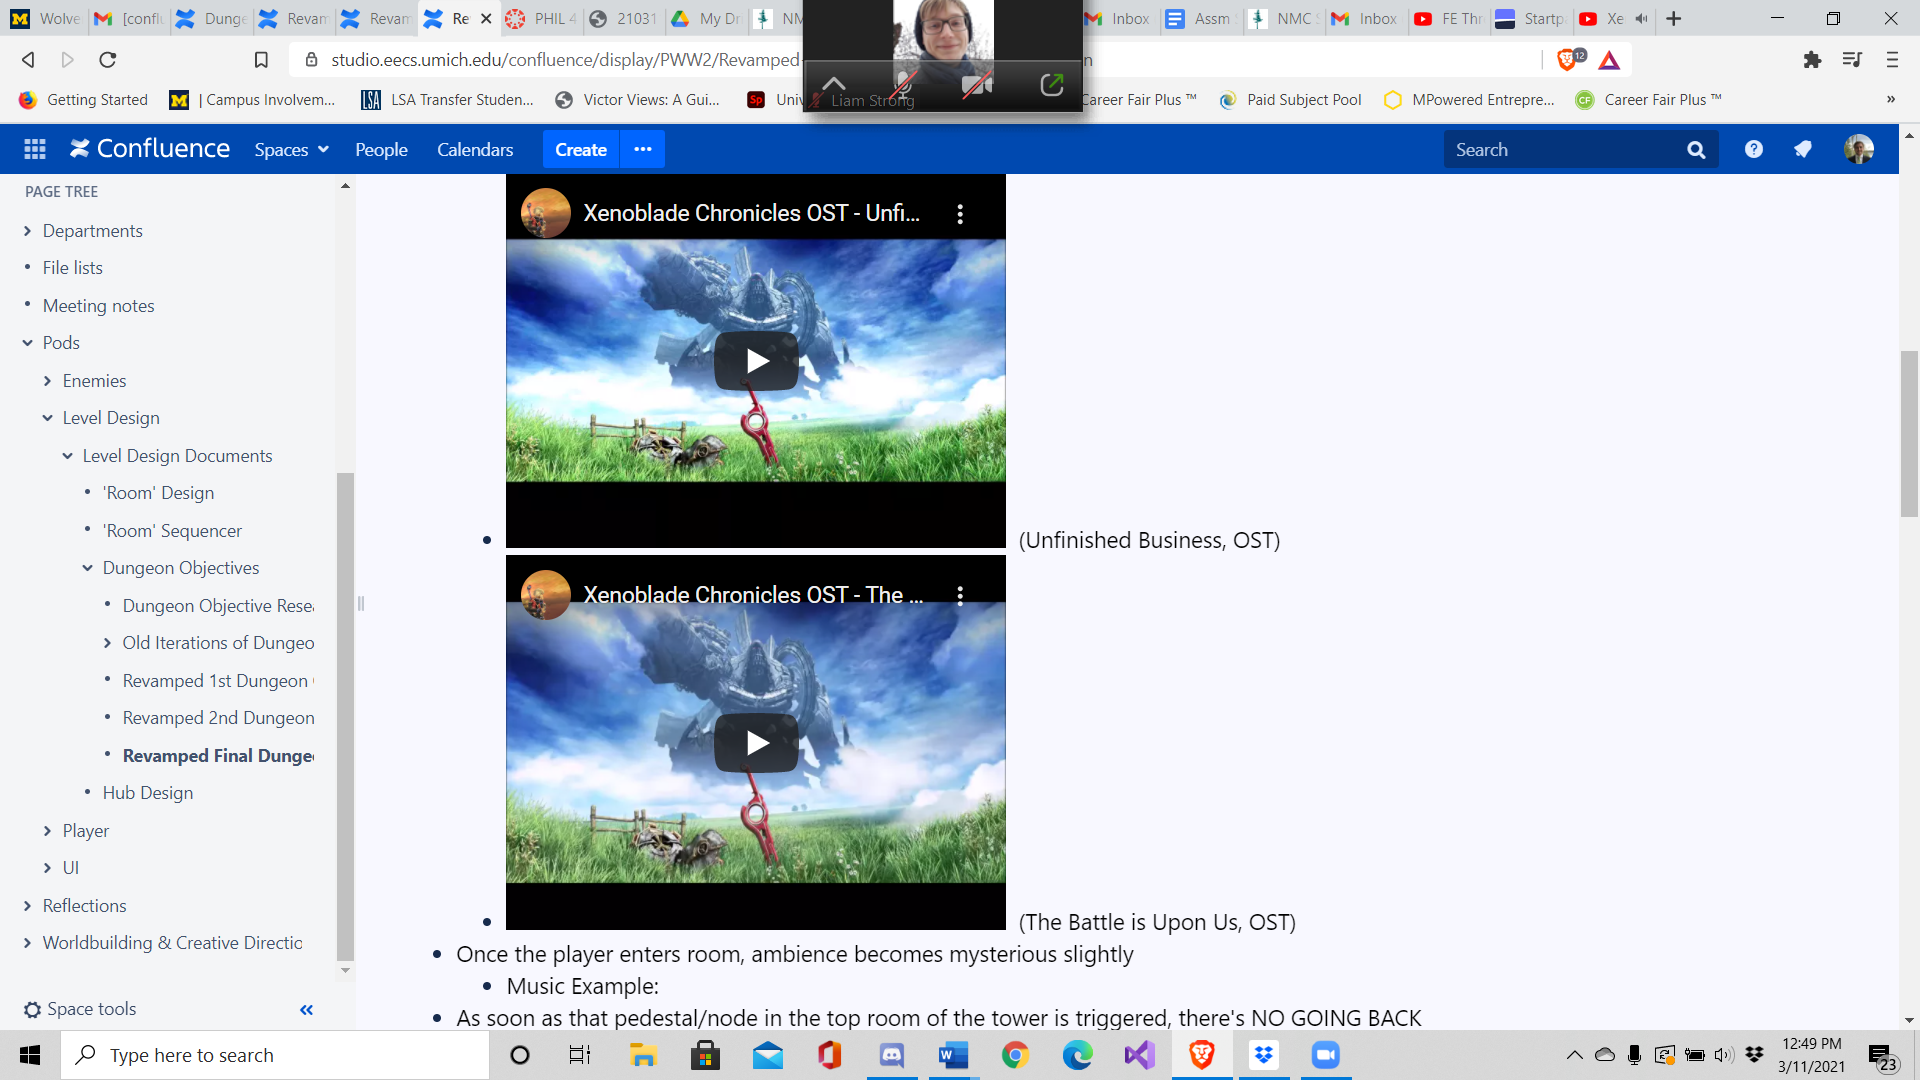 Wolve
[conflu
Dunge
Revam
Revam
Re
PHIL 4
21031
My Dr
NM
Inbox
Assm
NMC S
Inbox
FE Thr
Startp
Xe
studio.eecs.umich.edu/confluence/display/PWW2/Revamped-
n
12
Liam Strong
Getting Started
| Campus Involvem...
LSA Transfer Studen...
Victor Views: A Gui...
Univ
Career Fair Plus ™
Paid Subject Pool
MPowered Entrepre...
Career Fair Plus ™
»
Confluence
Spaces
People
Calendars
Create
Search
PAGE TREE
Departments
File lists
Meeting notes
Pods
Enemies
Level Design
Level Design Documents
'Room' Design
'Room' Sequencer
Dungeon Objectives
Dungeon Objective Resea
Old Iterations of Dungeo
Revamped 1st Dungeon
Revamped 2nd Dungeon
Revamped Final Dunge
Hub Design
Player
UI
Reflections
Worldbuilding & Creative Directio
Space tools
Xenoblade Chronicles OST - Unfi...
(Unfinished Business, OST)
Xenoblade Chronicles OST - The ...
(The Battle is Upon Us, OST)
Once the player enters room, ambience becomes mysterious slightly
Music Example:
As soon as that pedestal/node in the top room of the tower is triggered, there's NO GOING BACK
Type here to search
12:49 PM
3/11/2021
23